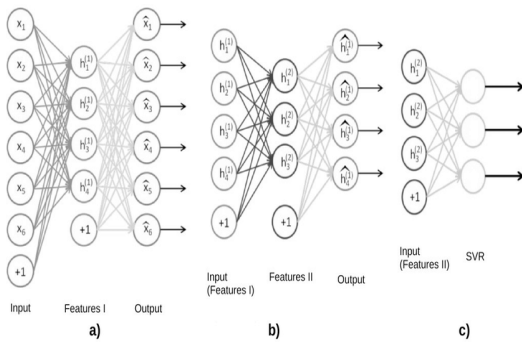 x₁
x₂
x₃
x₄
x₅
x₆
+1
Input
h₁⁽¹⁾
h₂⁽¹⁾
h₃⁽¹⁾
h₄⁽¹⁾
+1
Features I
x̂₁
x̂₂
x̂₃
x̂₄
x̂₅
x̂₆
Output
a)
h₁⁽¹⁾
h₂⁽¹⁾
h₃⁽¹⁾
h₄⁽¹⁾
+1
Input
(Features I)
h₁⁽²⁾
h₂⁽²⁾
h₃⁽²⁾
+1
Features II
ĥ₁⁽¹⁾
ĥ₂⁽¹⁾
ĥ₃⁽¹⁾
ĥ₄⁽¹⁾
Output
b)
h₁⁽²⁾
h₂⁽²⁾
h₃⁽²⁾
+1
Input
(Features II)
SVR
c)